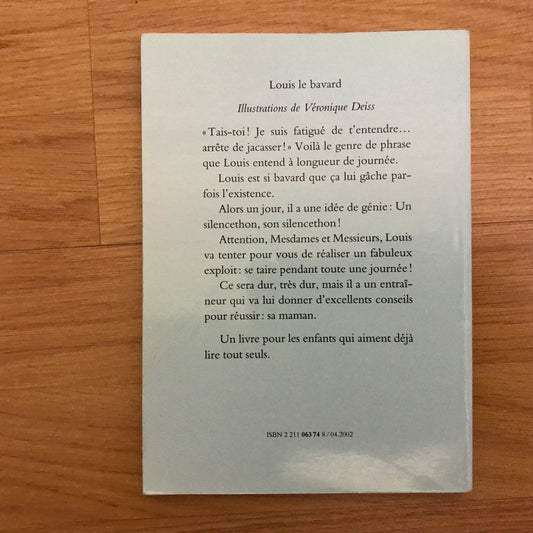 Louis le bavard
Illustrations de Véronique Deiss
« Tais-toi ! Je suis fatigué de t'entendre...
arrête de jacasser ! » Voilà le genre de phrase
que Louis entend à longueur de journée.
Louis est si bavard que ça lui gâche par-
fois l'existence.
Alors un jour, il a une idée de génie : Un
silencethon, son silencethon !
Attention, Mesdames et Messieurs, Louis
va tenter pour vous de réaliser un fabuleux
exploit : se taire pendant toute une journée !
Ce sera dur, très dur, mais il a un entraî-
neur qui va lui donner d'excellents conseils
pour réussir : sa maman.
Un livre pour les enfants qui aiment déjà
lire tout seuls.
ISBN 2 211 063 74 8 / 04.2002